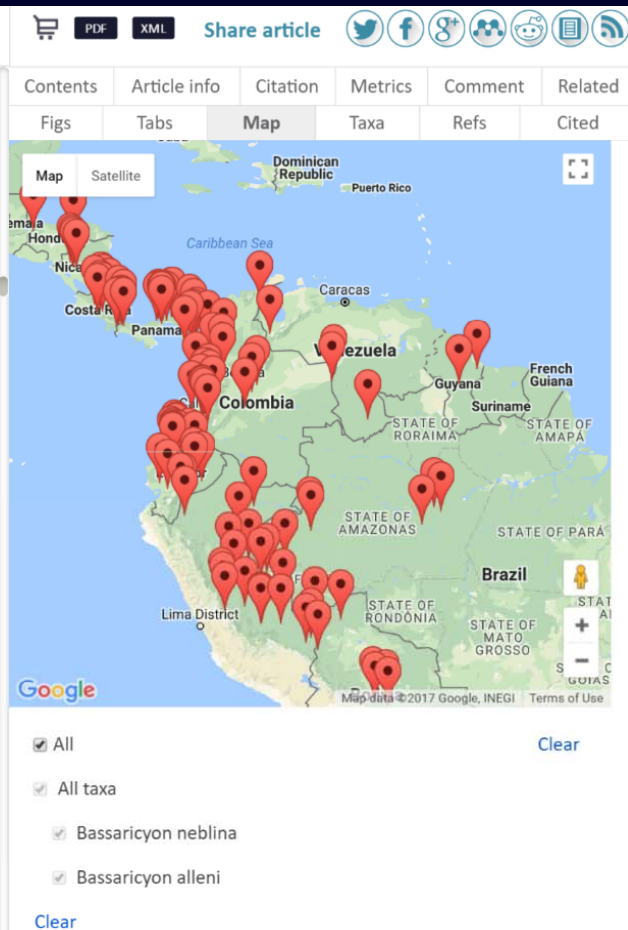 PDF XML Share article
Contents Article info Citation Metrics Comment Related
Figs Tabs Map Taxa Refs Cited
Map Satellite
Dominican
Republic
Puerto Rico
Caribbean Sea
Caracas
Panama
Guyana
French
Guiana
Suriname
Colombia
STATE OF
RORAIMA
STATE OF
AMAPÁ
STATE OF
AMAZONAS
STATE OF PARÁ
Brazil
Lima District
STATE OF
RONDÔNIA
STATE OF
MATO
GROSSO
GOIÁS
Google
Map data ©2017 Google, INEGI Terms of Use
All Clear
All taxa
Bassaricyon neblina
Bassaricyon alleni
Clear